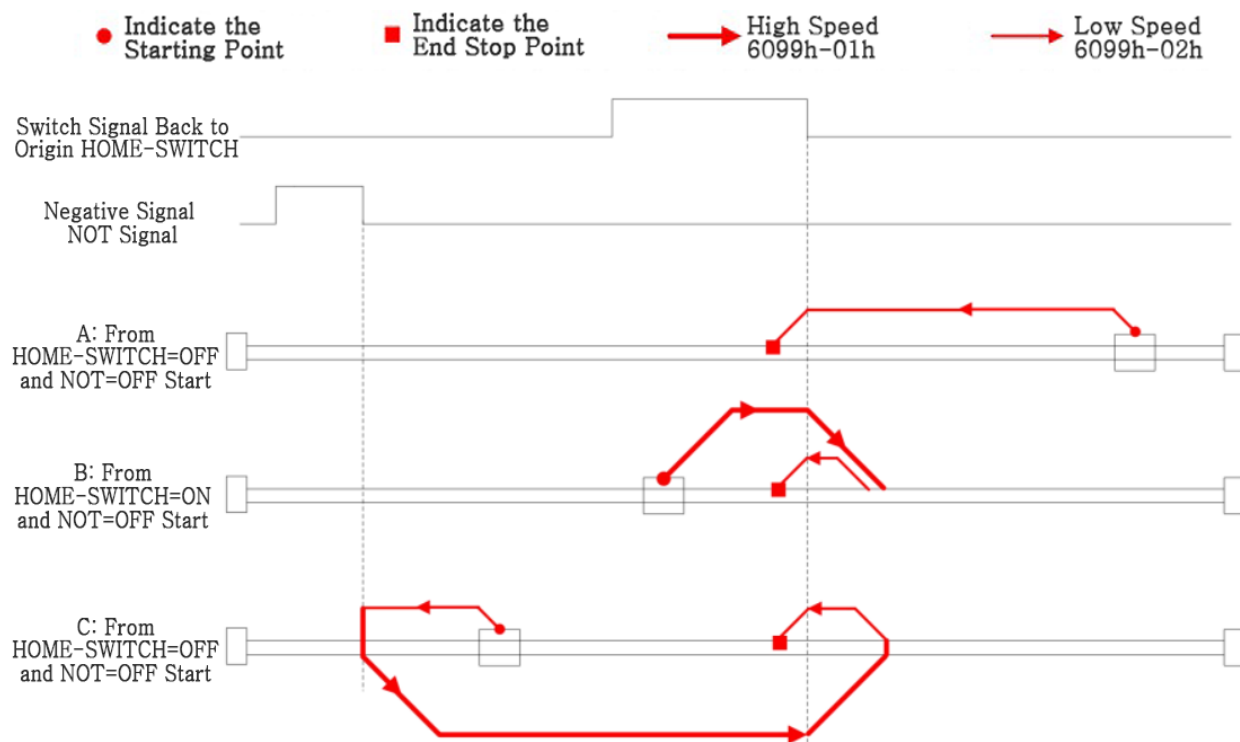 Indicate the
Starting Point
Indicate the
End Stop Point
High Speed
6099h-01h
Low Speed
6099h-02h
Switch Signal Back to
Origin HOME-SWITCH
Negative Signal
NOT Signal
A: From
HOME-SWITCH=OFF
and NOT=OFF Start
B: From
HOME-SWITCH=ON
and NOT=OFF Start
C: From
HOME-SWITCH=OFF
and NOT=OFF Start